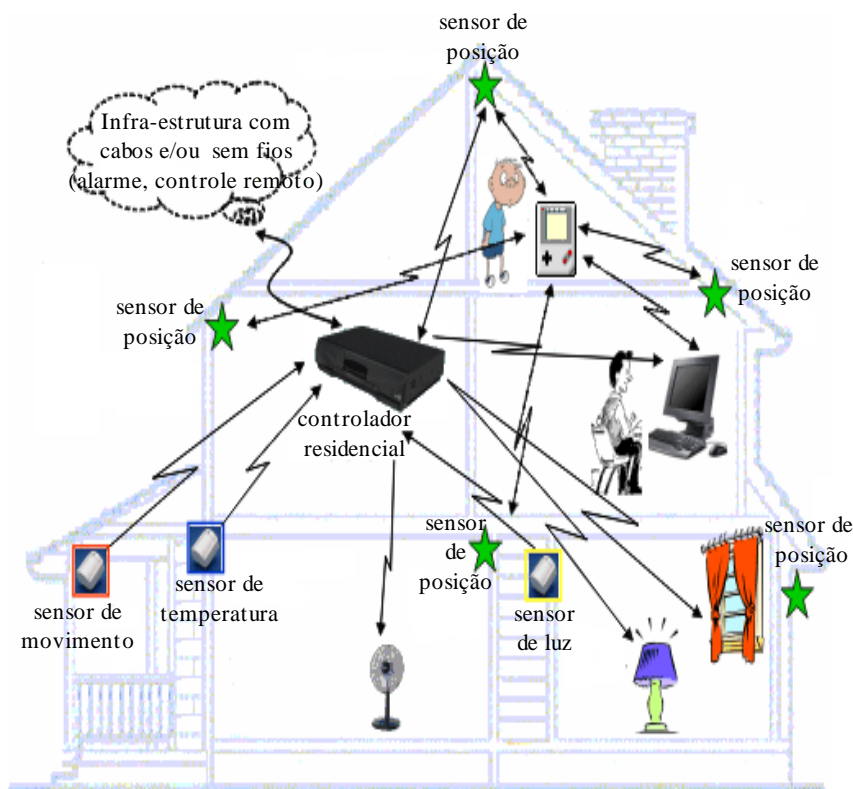 sensor de
posição
Infra-estrutura com
cabos e/ou sem fios
(alarme, controle remoto)
sensor de
posição
sensor de
posição
controlador
residencial
sensor de
movimento
sensor de
temperatura
sensor
de
posição
sensor
de luz
sensor de
posição